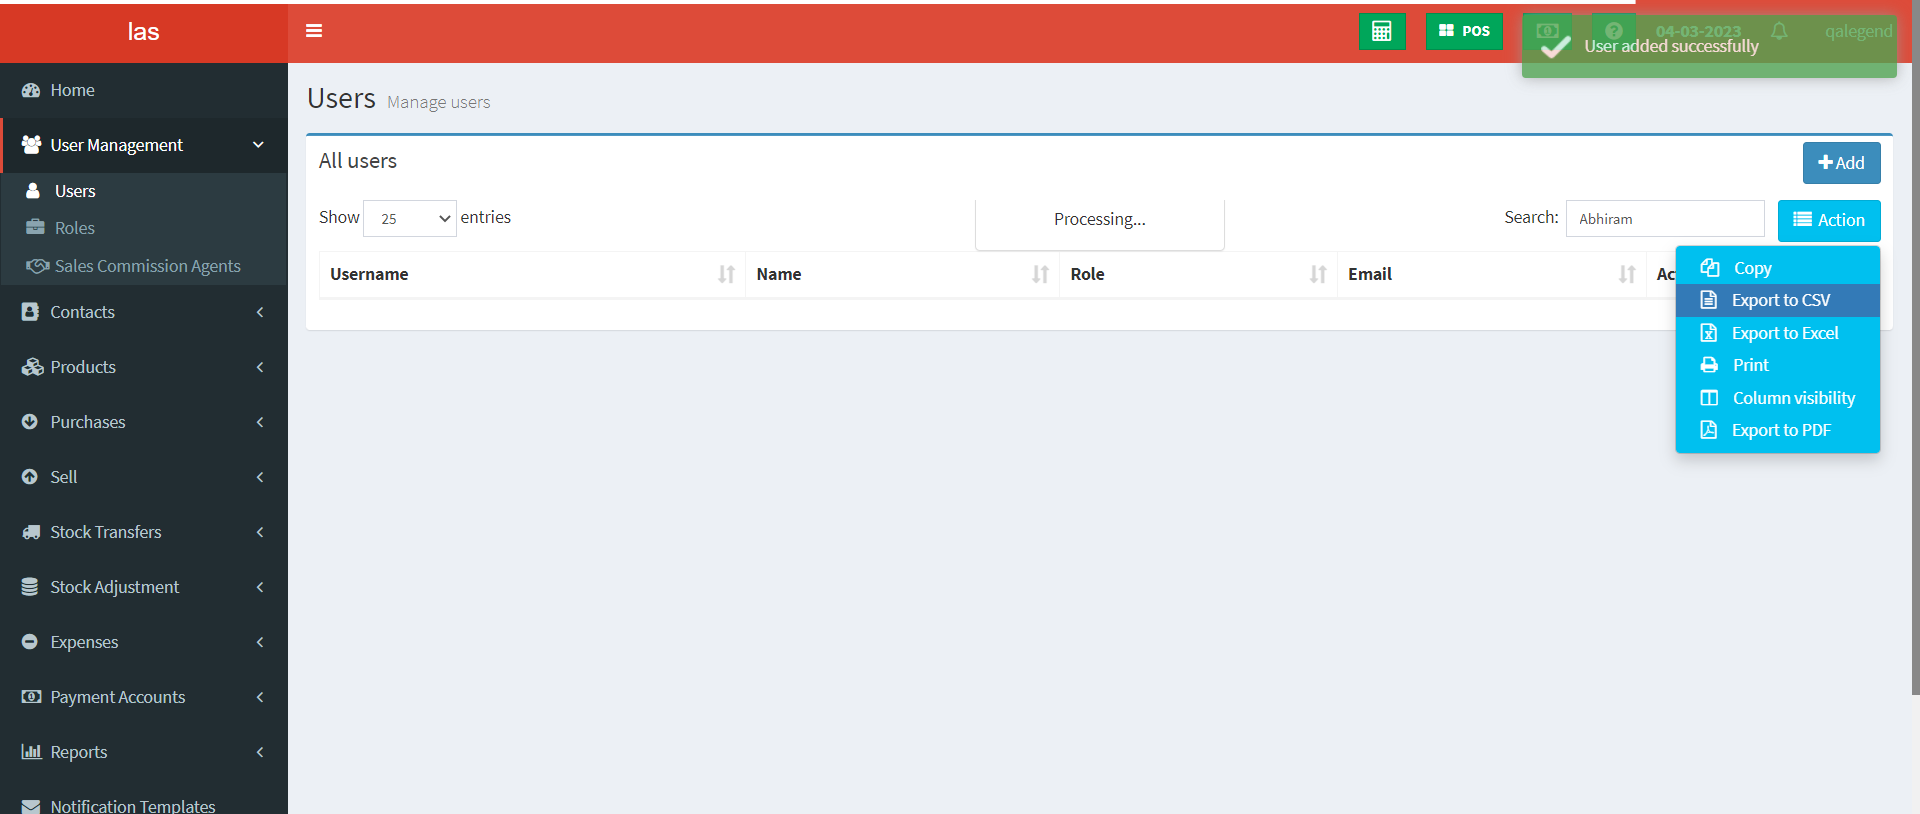 las
POS
04-03-2023
qalegend
User added successfully
Home
User Management
Users
Roles
Sales Commission Agents
Contacts
Products
Purchases
Sell
Stock Transfers
Stock Adjustment
Expenses
Payment Accounts
Reports
Notification Templates
Users Manage users
All users
Add
Show 25 entries
Processing...
Search: Abhiram
Action
Username Name Role Email
Copy
Export to CSV
Export to Excel
Print
Column visibility
Export to PDF